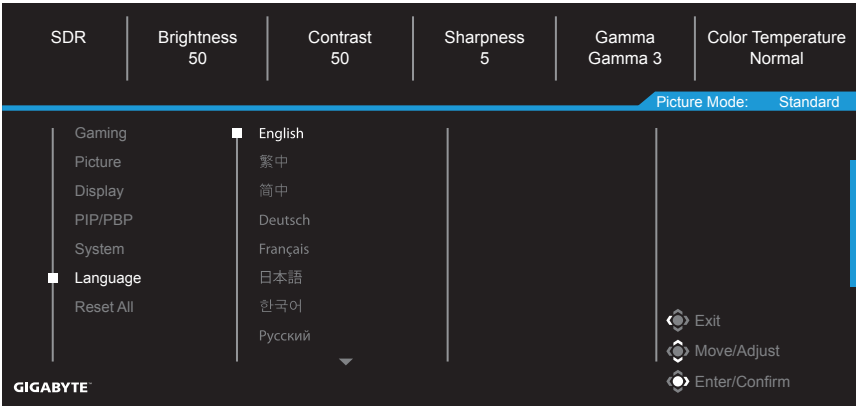 SDR
Brightness
50
Contrast
50
Sharpness
5
Gamma
Gamma 3
Color Temperature
Normal
Picture Mode: Standard
Gaming
Picture
Display
PIP/PBP
System
Language
Reset All
English
繁中
简中
Deutsch
Français
日本語
한국어
Русский
Exit
Move/Adjust
Enter/Confirm
GIGABYTE™